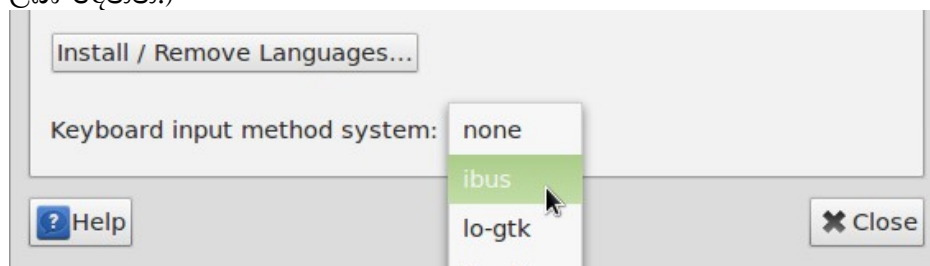 Install / Remove Languages...
Keyboard input method system:
none
ibus
lo-gtk
Help
Close